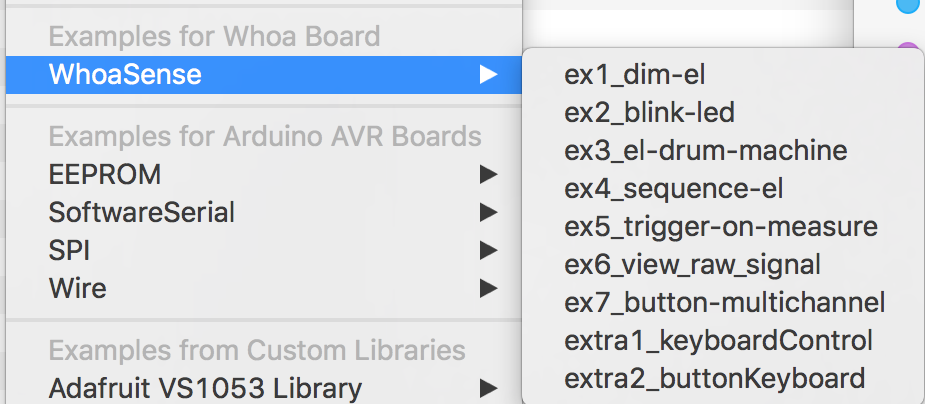 Examples for Whoa Board
WhoaSense
Examples for Arduino AVR Boards
EEPROM
SoftwareSerial
SPI
Wire
Examples from Custom Libraries
Adafruit VS1053 Library
ex1_dim-el
ex2_blink-led
ex3_el-drum-machine
ex4_sequence-el
ex5_trigger-on-measure
ex6_view_raw_signal
ex7_button-multichannel
extra1_keyboardControl
extra2_buttonKeyboard